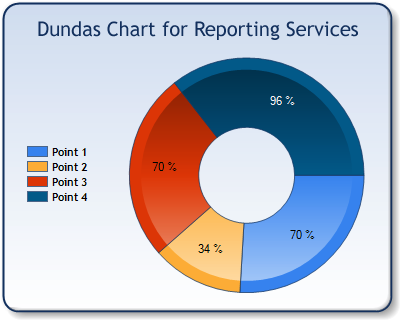 Dundas Chart for Reporting Services
96 %
70 %
34 %
70 %
Point 1
Point 2
Point 3
Point 4